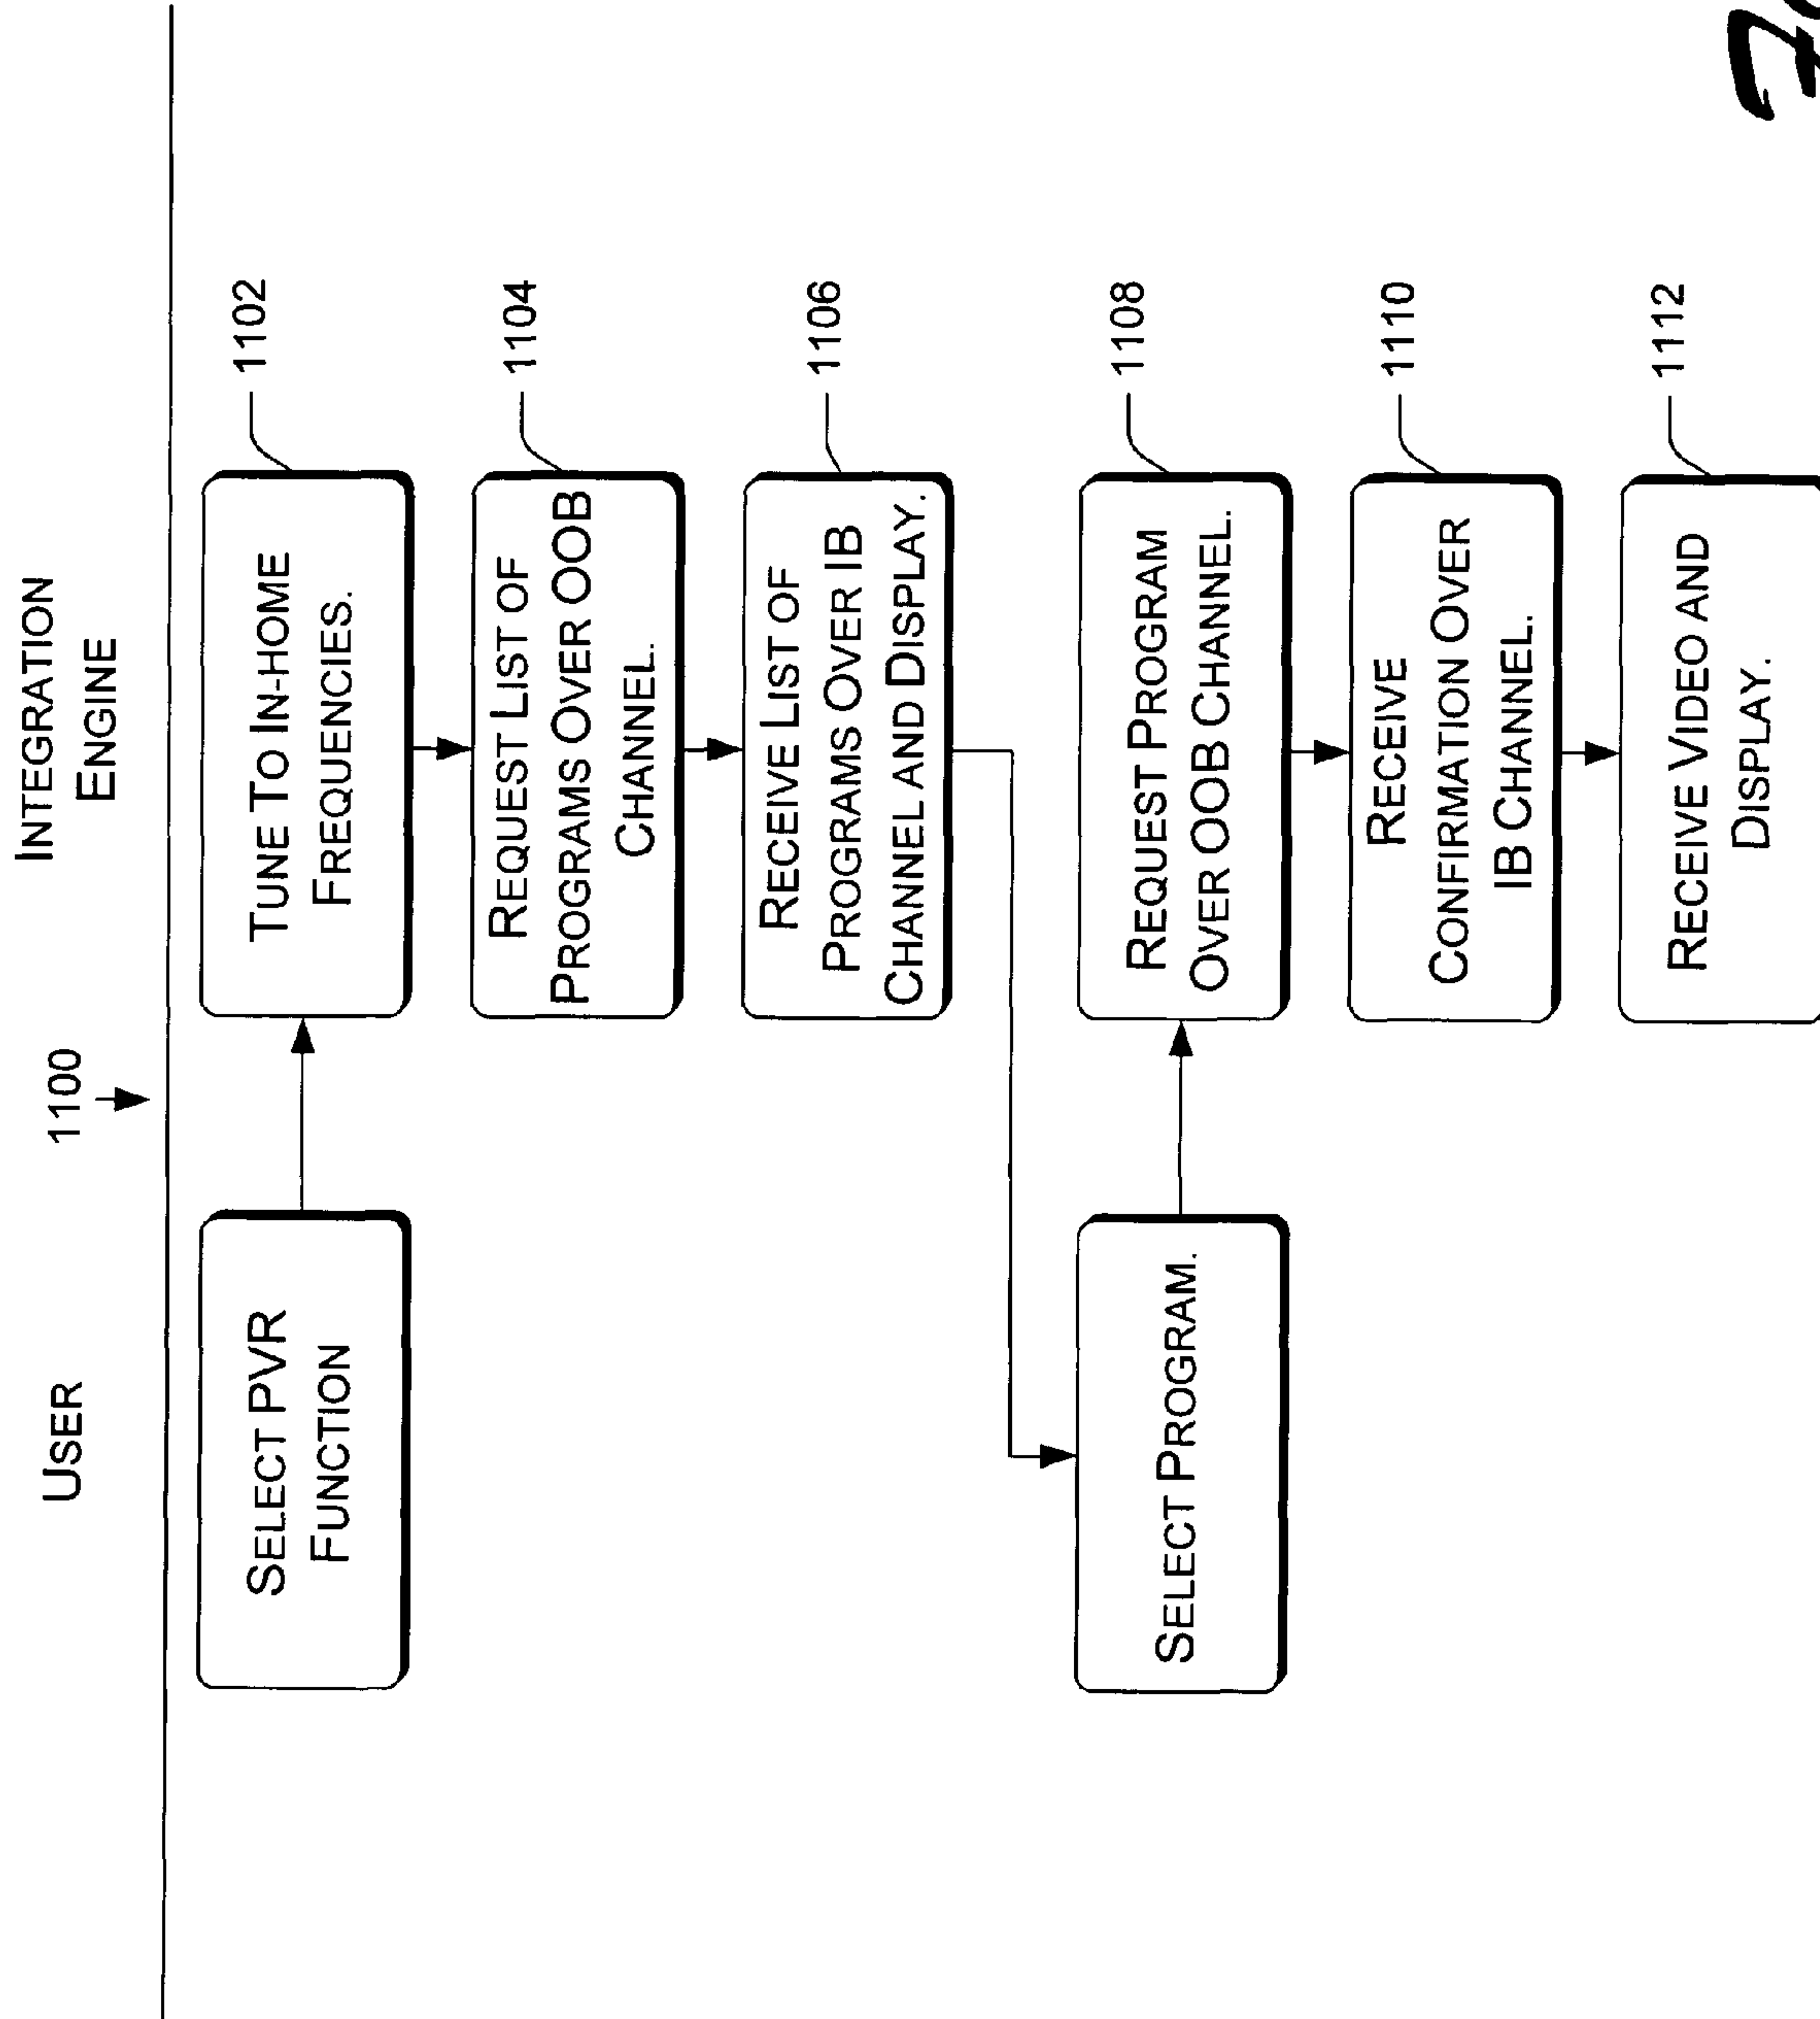 USER
1100
INTEGRATION
ENGINE
SELECT PVR
FUNCTION
TUNE TO IN-HOME
FREQUENCIES.
1102
REQUEST LIST OF
PROGRAMS OVER OOB
CHANNEL.
1104
RECEIVE LIST OF
PROGRAMS OVER IB
CHANNEL AND DISPLAY.
1106
SELECT PROGRAM.
REQUEST PROGRAM
OVER OOB CHANNEL.
1108
RECEIVE
CONFIRMATION OVER
IB CHANNEL.
1110
RECEIVE VIDEO AND
DISPLAY.
1112